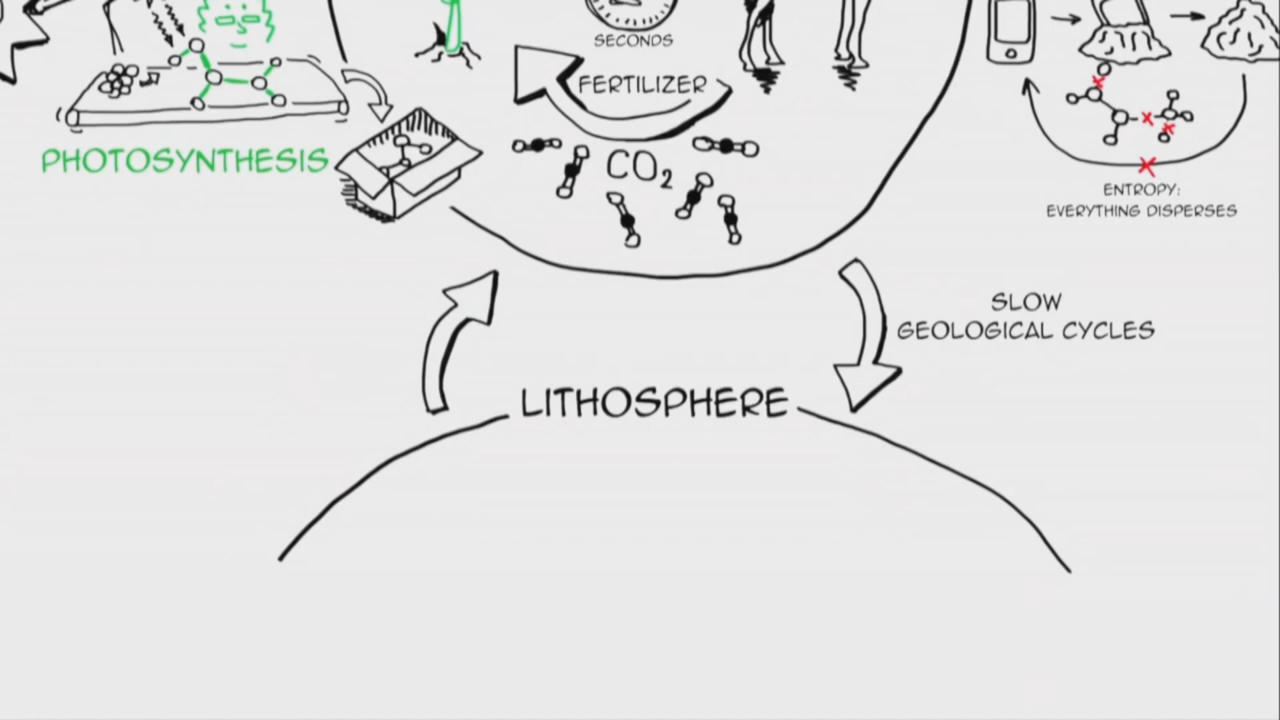 SECONDS
FERTILIZER
PHOTOSYNTHESIS
CO2
ENTROPY:
EVERYTHING DISPERSES
SLOW
GEOLOGICAL CYCLES
LITHOSPHERE